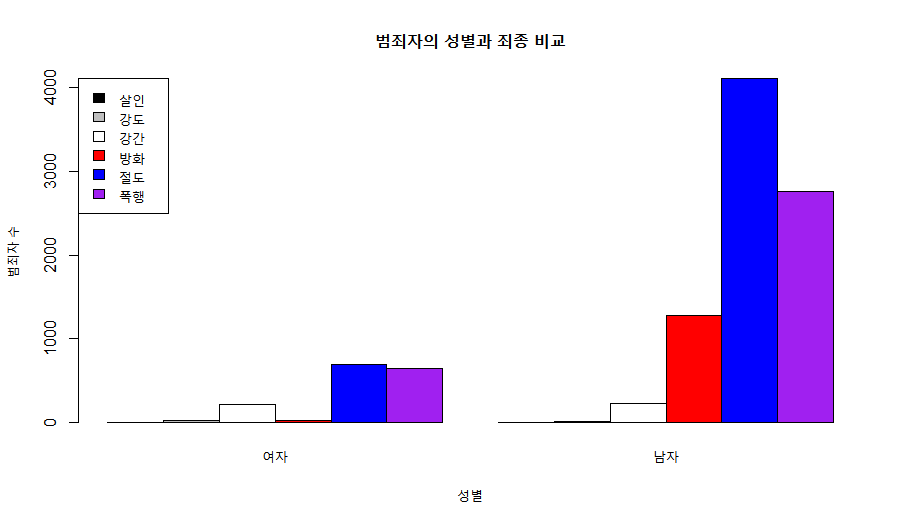 범죄자의 성별과 죄종 비교
범죄자 수
4000
3000
2000
1000
0
살인
강도
강간
방화
절도
폭행
여자
남자
성별